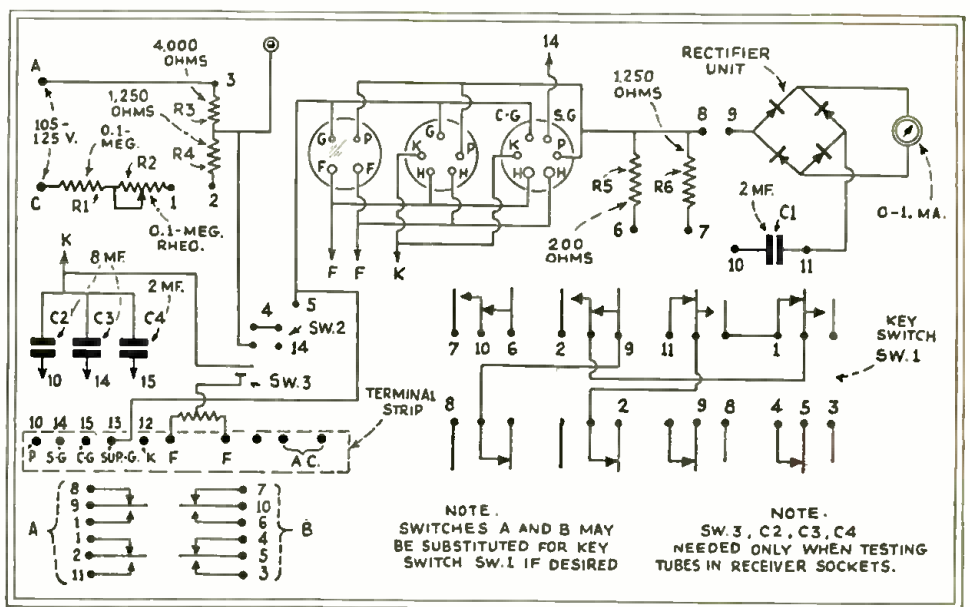 4,000
OHMS
1,250
OHMS
A
3
R3
105-
125 V.
0.1-
MEG.
R2
R4
C
R1
1
2
0.1-MEG.
RHEO.
14
G
P
F
F
G
K
P
H
H
C-G
S.G
K
P
H
H
F
F
K
1,250
OHMS
R5
R6
200
OHMS
6
7
8
9
RECTIFIER
UNIT
0-1. MA.
2 MF.
C1
10
11
K
8 MF.
2 MF.
C2
C3
C4
10
14
15
4
5
SW.2
14
SW.3
7
10
6
2
9
11
1
KEY
SWITCH
SW.1
8
2
9
8
4
5
3
TERMINAL
STRIP
10
14
15
13
12
P
S-G
C-G
SUP-G.
K
F
F
A.C.
A
8
9
1
1
2
11
7
10
6
4
5
3
B
NOTE.
SWITCHES A AND B MAY
BE SUBSTITUTED FOR KEY
SWITCH SW.1 IF DESIRED
NOTE.
SW.3, C2, C3, C4
NEEDED ONLY WHEN TESTING
TUBES IN RECEIVER SOCKETS.